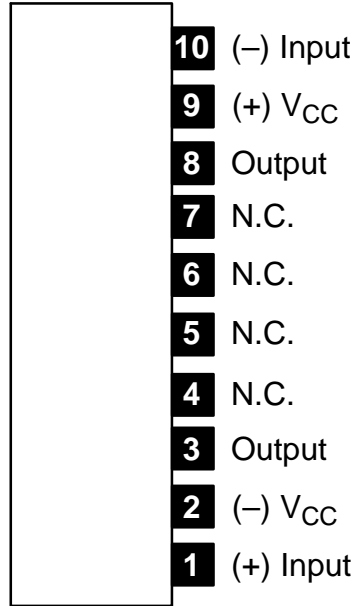 10 (–) Input
9 (+) VCC
8 Output
7 N.C.
6 N.C.
5 N.C.
4 N.C.
3 Output
2 (–) VCC
1 (+) Input